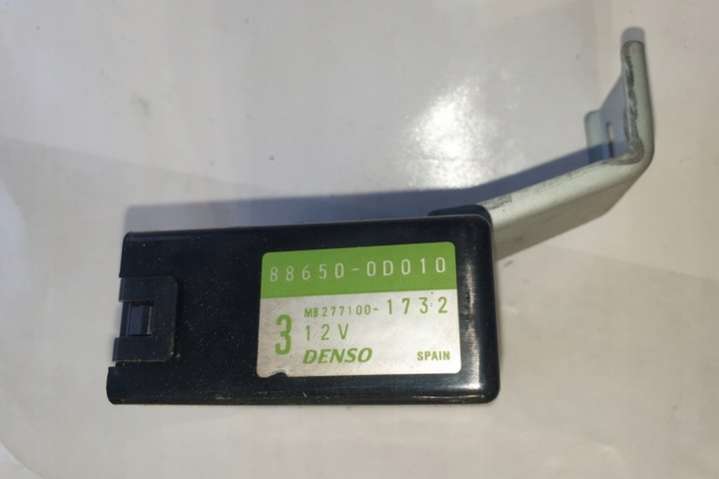 88650-0D010
MB277100-1732
3 12V
DENSO SPAIN